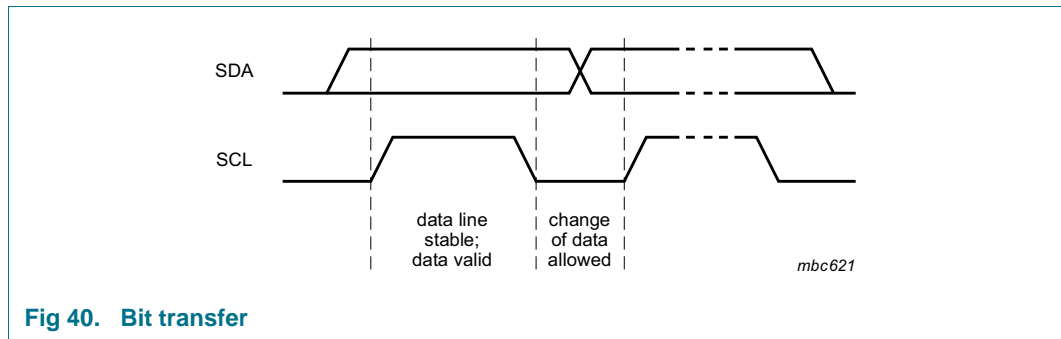 SDA
SCL
data line
stable;
data valid
change
of data
allowed
mbc621
Fig 40. Bit transfer